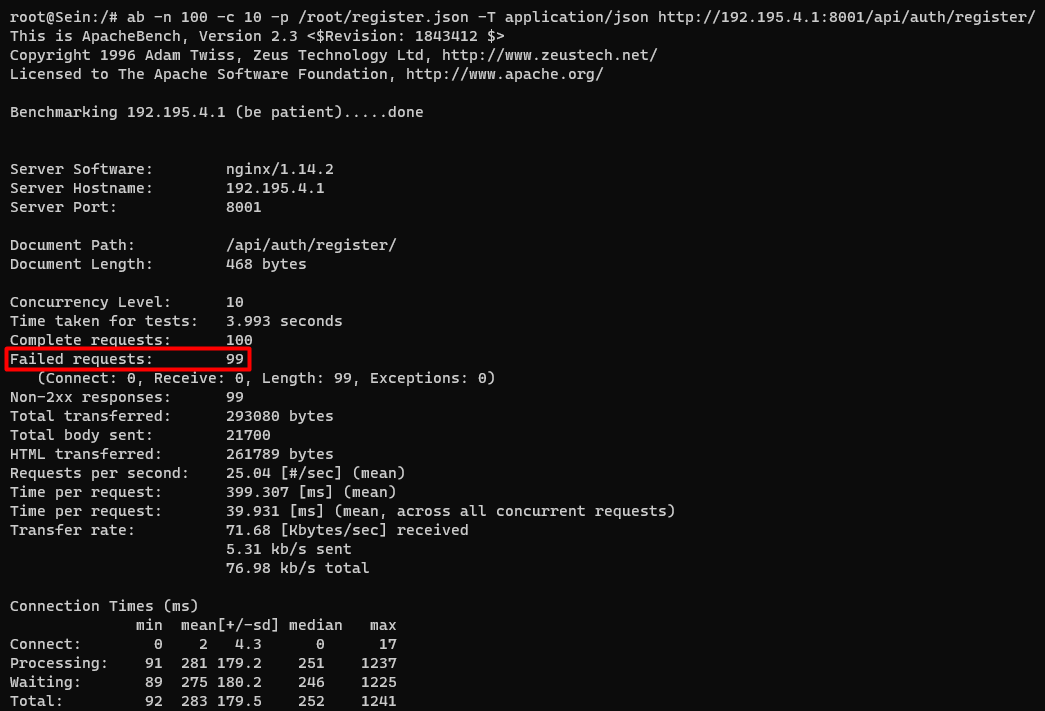 root@Sein:/# ab -n 100 -c 10 -p /root/register.json -T application/json http://192.195.4.1:8001/api/auth/register/
This is ApacheBench, Version 2.3 <$Revision: 1843412 $>
Copyright 1996 Adam Twiss, Zeus Technology Ltd, http://www.zeustech.net/
Licensed to The Apache Software Foundation, http://www.apache.org/

Benchmarking 192.195.4.1 (be patient).....done

Server Software:        nginx/1.14.2
Server Hostname:        192.195.4.1
Server Port:            8001

Document Path:          /api/auth/register/
Document Length:        468 bytes

Concurrency Level:      10
Time taken for tests:   3.993 seconds
Complete requests:      100
Failed requests:        99
   (Connect: 0, Receive: 0, Length: 99, Exceptions: 0)
Non-2xx responses:      99
Total transferred:      293080 bytes
Total body sent:        21700
HTML transferred:       261789 bytes
Requests per second:    25.04 [#/sec] (mean)
Time per request:       399.307 [ms] (mean)
Time per request:       39.931 [ms] (mean, across all concurrent requests)
Transfer rate:          71.68 [Kbytes/sec] received
                        5.31 kb/s sent
                        76.98 kb/s total

Connection Times (ms)
              min  mean[+/-sd] median   max
Connect:        0    2   4.3      0      17
Processing:    91  281 179.2    251    1237
Waiting:       89  275 180.2    246    1225
Total:         92  283 179.5    252    1241